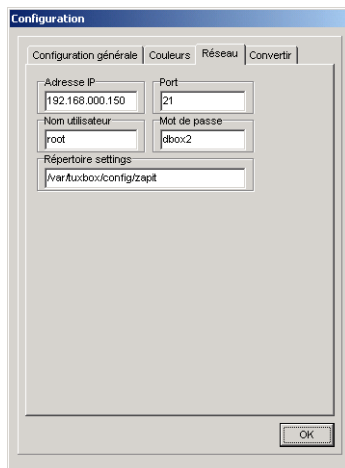 Configuration
Configuration générale Couleurs Réseau Convertir
Adresse IP Port
192.168.000.150 21
Nom utilisateur Mot de passe
root dbox2
Répertoire settings
/var/tuxbox/config/zapit
OK